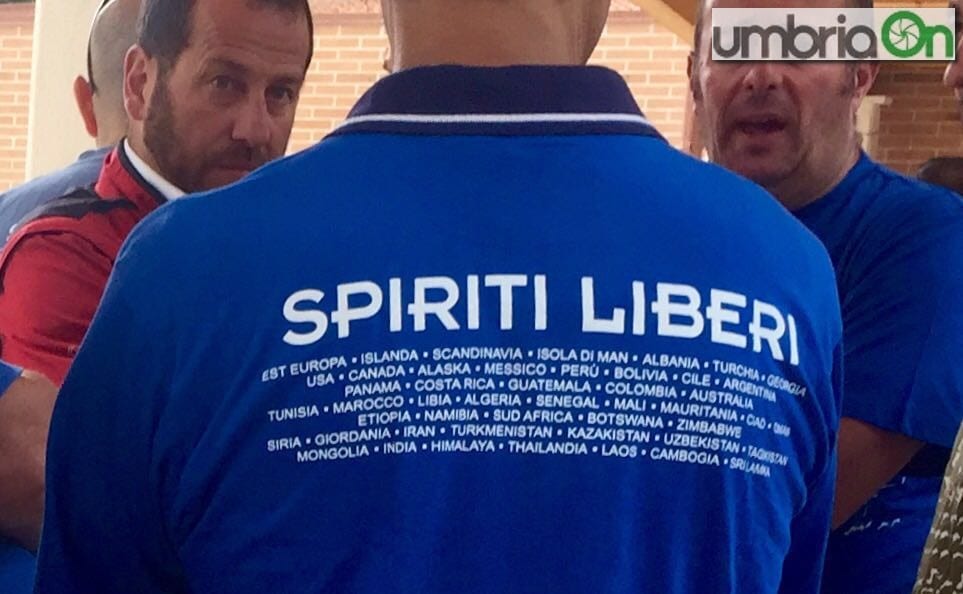 umbriaOn
SPIRITI LIBERI
EST EUROPA • ISLANDA • SCANDINAVIA • ISOLA DI MAN • ALBANIA • TURCHIA • GEORGIA
USA • CANADA • ALASKA • MESSICO • PERÙ • BOLIVIA • CILE • ARGENTINA
PANAMA • COSTA RICA • GUATEMALA • COLOMBIA • AUSTRALIA
TUNISIA • MAROCCO • LIBIA • ALGERIA • SENEGAL • MALI • MAURITANIA • CIAD • OMAN
ETIOPIA • NAMIBIA • SUD AFRICA • BOTSWANA • ZIMBABWE
SIRIA • GIORDANIA • IRAN • TURKMENISTAN • KAZAKISTAN • UZBEKISTAN • TAGIKISTAN
MONGOLIA • INDIA • HIMALAYA • THAILANDIA • LAOS • CAMBOGIA • SRI LANKA